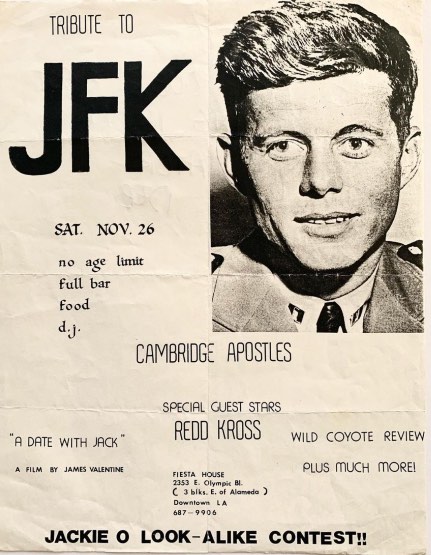 TRIBUTE TO
JFK
SAT. NOV. 26
no age limit
full bar
food
d.j.
CAMBRIDGE APOSTLES
SPECIAL GUEST STARS
REDD KROSS
"A DATE WITH JACK"
A FILM BY JAMES VALENTINE
WILD COYOTE REVIEW
PLUS MUCH MORE!
FIESTA HOUSE
2353 E. Olympic Bl.
( 3 blks. E. of Alameda )
Downtown LA
687-9906
JACKIE O LOOK-ALIKE CONTEST!!